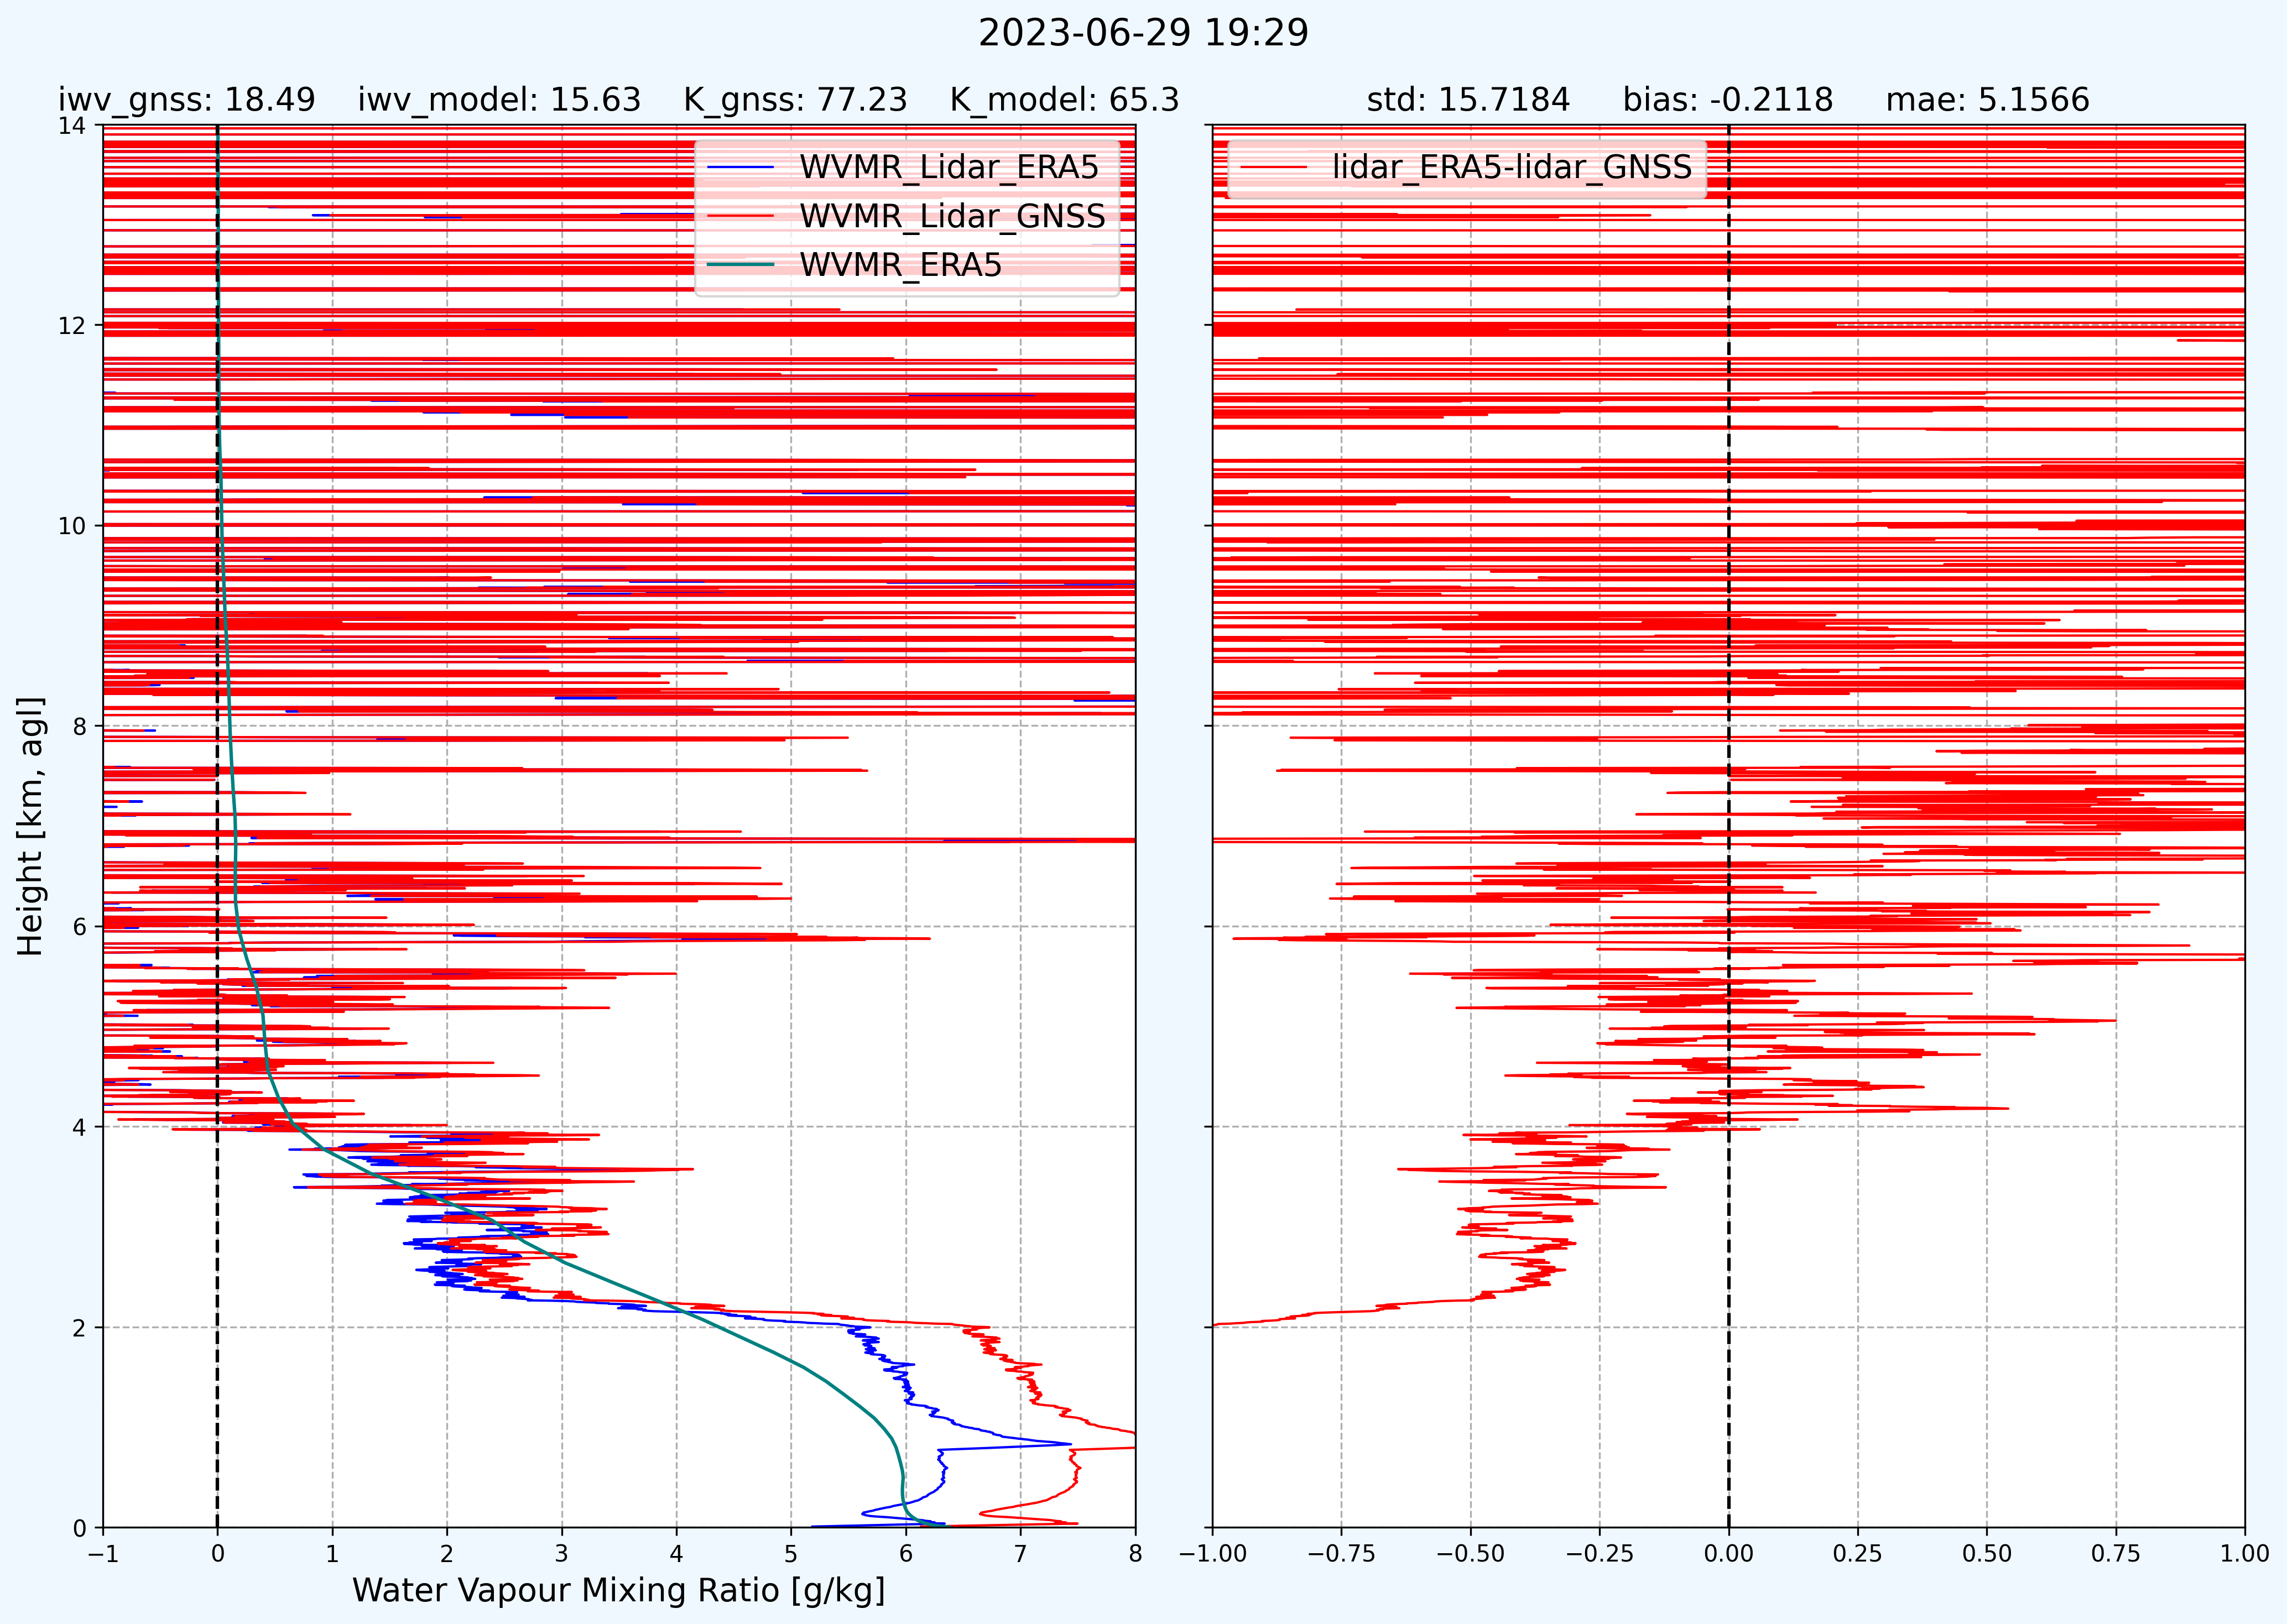 2023-06-29 19:29
iwv_gnss: 18.49 iwv_model: 15.63 K_gnss: 77.23 K_model: 65.3
std: 15.7184 bias: -0.2118 mae: 5.1566
WVMR_Lidar_ERA5
WVMR_Lidar_GNSS
WVMR_ERA5
lidar_ERA5-lidar_GNSS
Height [km, agl]
14
12
10
8
6
4
2
0
−1 0 1 2 3 4 5 6 7 8
Water Vapour Mixing Ratio [g/kg]
−1.00 −0.75 −0.50 −0.25 0.00 0.25 0.50 0.75 1.00